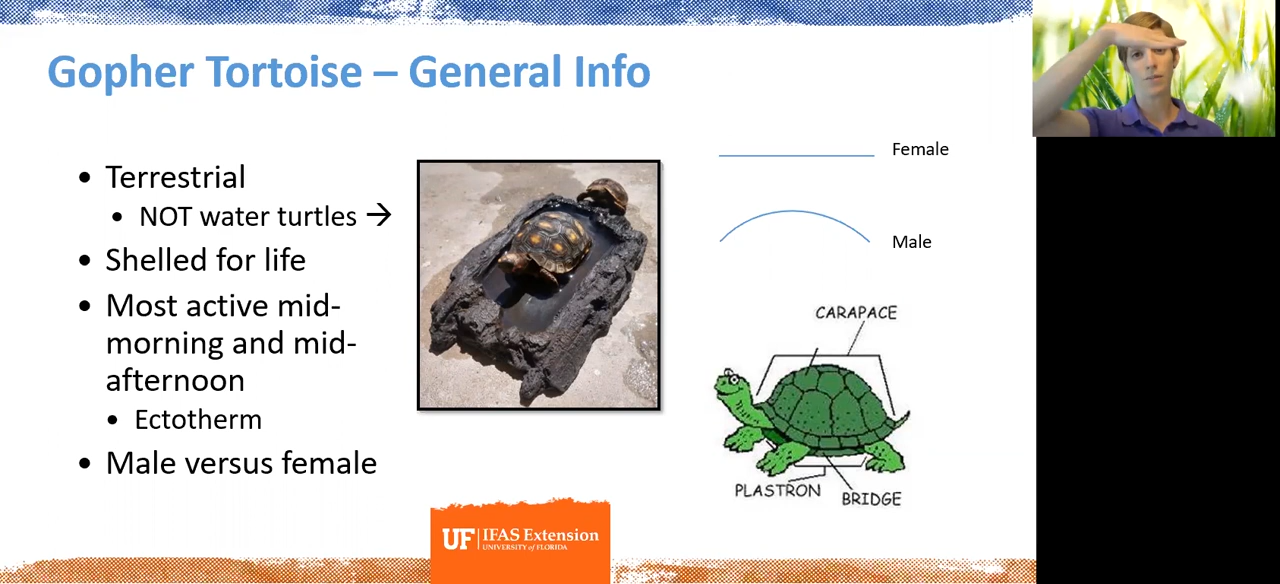 Gopher Tortoise – General Info
• Terrestrial
• NOT water turtles →
• Shelled for life
• Most active mid-
morning and mid-
afternoon
• Ectotherm
• Male versus female
Female
Male
CARAPACE
PLASTRON
BRIDGE
UF | IFAS Extension
UNIVERSITY of FLORIDA